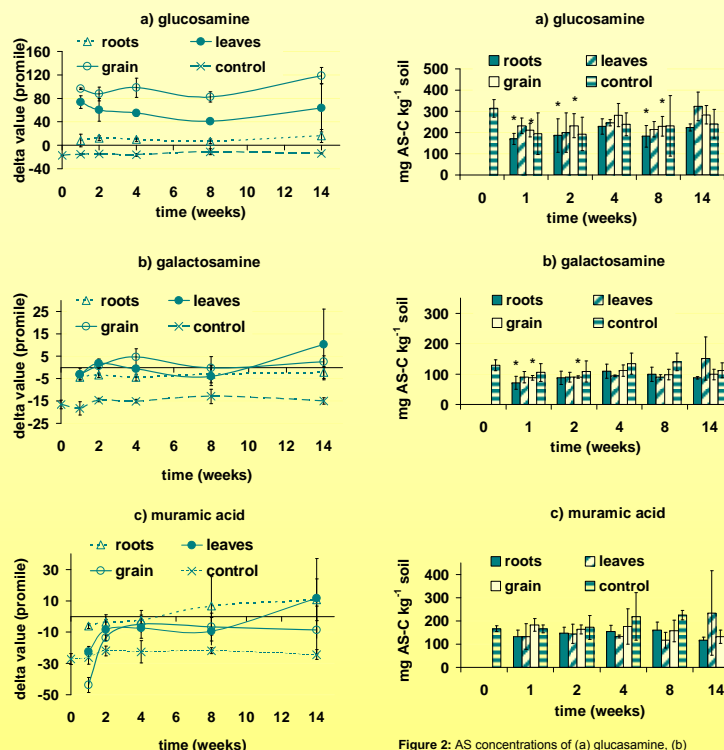 a) glucosamine
roots leaves
grain control
delta value (promile)
160
120
80
40
0
-40
0 2 4 6 8 10 12 14
time (weeks)
b) galactosamine
roots leaves
grain control
delta value (promile)
25
15
5
-5
-15
-25
0 2 4 6 8 10 12 14
time (weeks)
c) muramic acid
roots leaves
grain control
delta value (promile)
30
10
-10
-30
-50
0 2 4 6 8 10 12 14
time (weeks)
a) glucosamine
roots leaves
grain control
mg AS-C kg-1 soil
500
400
300
200
100
0
* * * * * *
0 1 2 4 8 14
time (weeks)
b) galactosamine
roots leaves
grain control
mg AS-C kg-1 soil
300
200
100
0
* * *
0 1 2 4 8 14
time (weeks)
c) muramic acid
roots leaves
grain control
mg AS-C kg-1 soil
400
300
200
100
0
0 1 2 4 8 14
time (weeks)
Figure 2: AS concentrations of (a) glucasamine, (b)